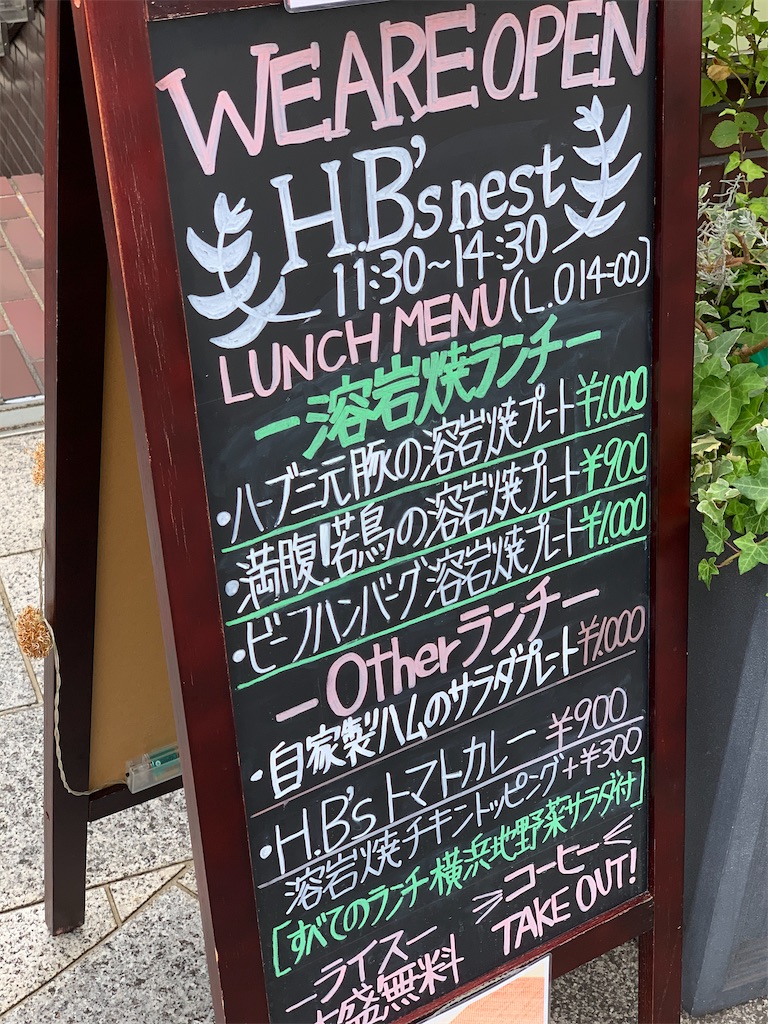 WE ARE OPEN
H.B's nest
11:30~14:30
LUNCH MENU (L.O 14:00)
ー溶岩焼ランチー
・ハーブ三元豚の溶岩焼プレート ¥1.000
・満腹!若鳥の溶岩焼プレート ¥900
・ビーフハンバーグ溶岩焼プレート ¥1.000
ーOtherランチー
・自家製ハムのサラダプレート ¥1.000
・H.B'sトマトカレー ¥900
溶岩焼チキントッピング+¥300
[すべてのランチ横浜地野菜サラダ付]
ーライスー
大盛無料
≫コーヒー≪
TAKE OUT!